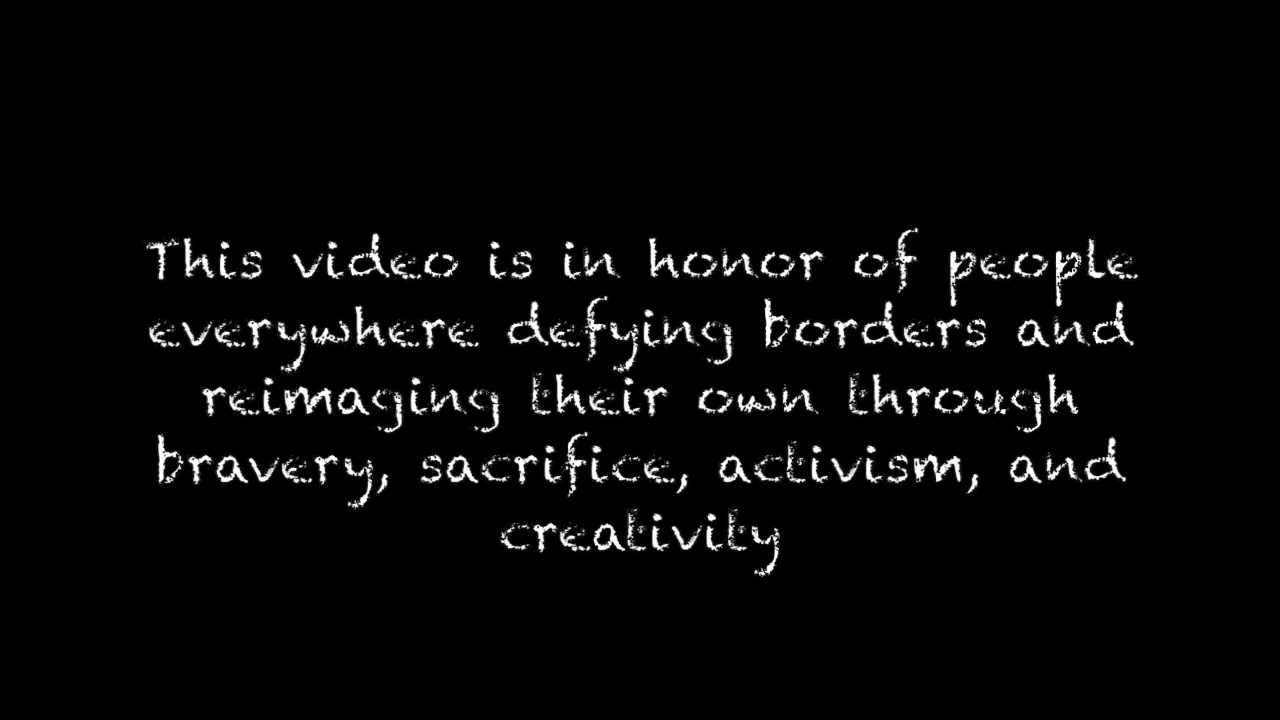 This video is in honor of people
everywhere defying borders and
reimaging their own through
bravery, sacrifice, activism, and
creativity